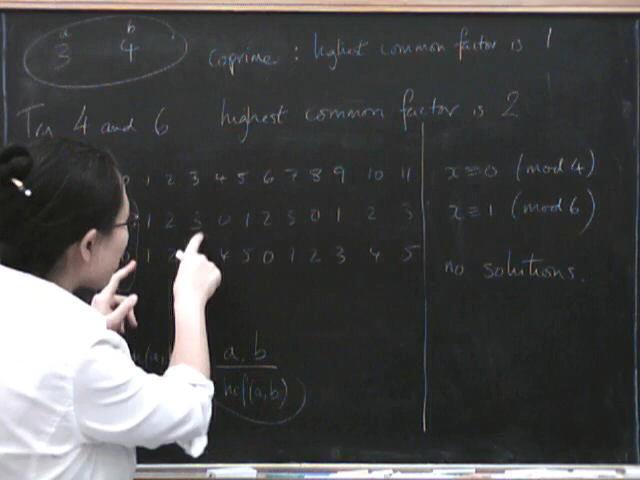 a b
3 4 coprime : highest common factor is 1
Try 4 and 6 highest common factor is 2
0 1 2 3 4 5 6 7 8 9 10 11
1 2 3 0 1 2 3 0 1 2 3
1 4 5 0 1 2 3 4 5
x ≡ 0 (mod 4)
x ≡ 1 (mod 6)
no solutions.
a.b
hcf(a,b)